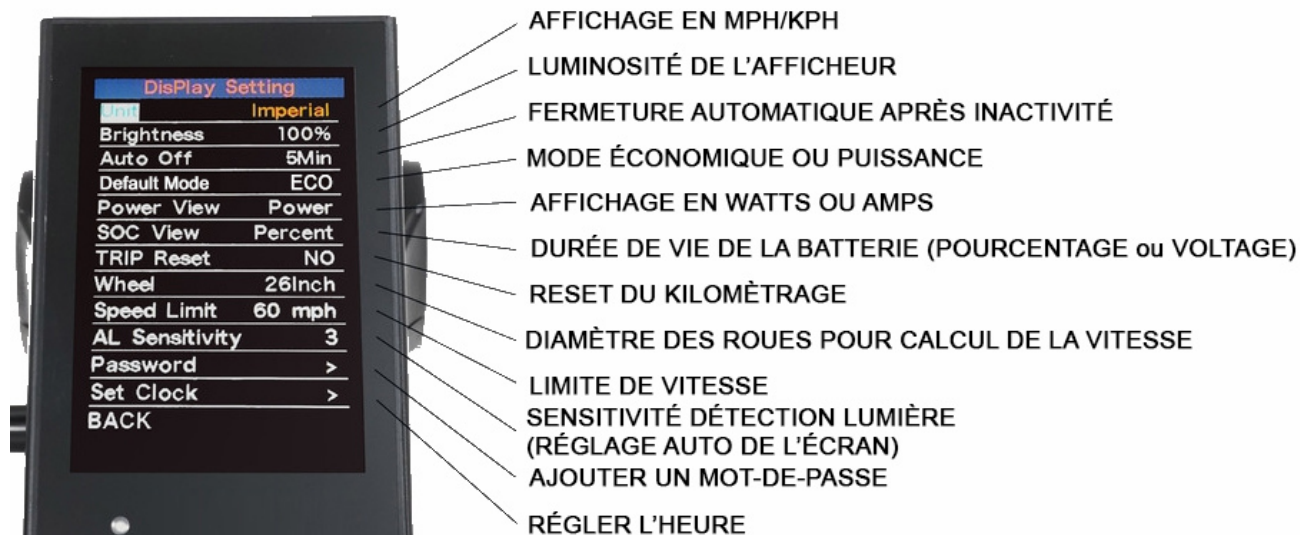 DisPlay Setting
Unit Imperial
Brightness 100%
Auto Off 5Min
Default Mode ECO
Power View Power
SOC View Percent
TRIP Reset NO
Wheel 26Inch
Speed Limit 60 mph
AL Sensitivity 3
Password >
Set Clock >
BACK
AFFICHAGE EN MPH/KPH
LUMINOSITÉ DE L'AFFICHEUR
FERMETURE AUTOMATIQUE APRÈS INACTIVITÉ
MODE ÉCONOMIQUE OU PUISSANCE
AFFICHAGE EN WATTS OU AMPS
DURÉE DE VIE DE LA BATTERIE (POURCENTAGE ou VOLTAGE)
RESET DU KILOMÈTRAGE
DIAMÈTRE DES ROUES POUR CALCUL DE LA VITESSE
LIMITE DE VITESSE
SENSITIVITÉ DÉTECTION LUMIÈRE
(RÉGLAGE AUTO DE L'ÉCRAN)
AJOUTER UN MOT-DE-PASSE
RÉGLER L'HEURE